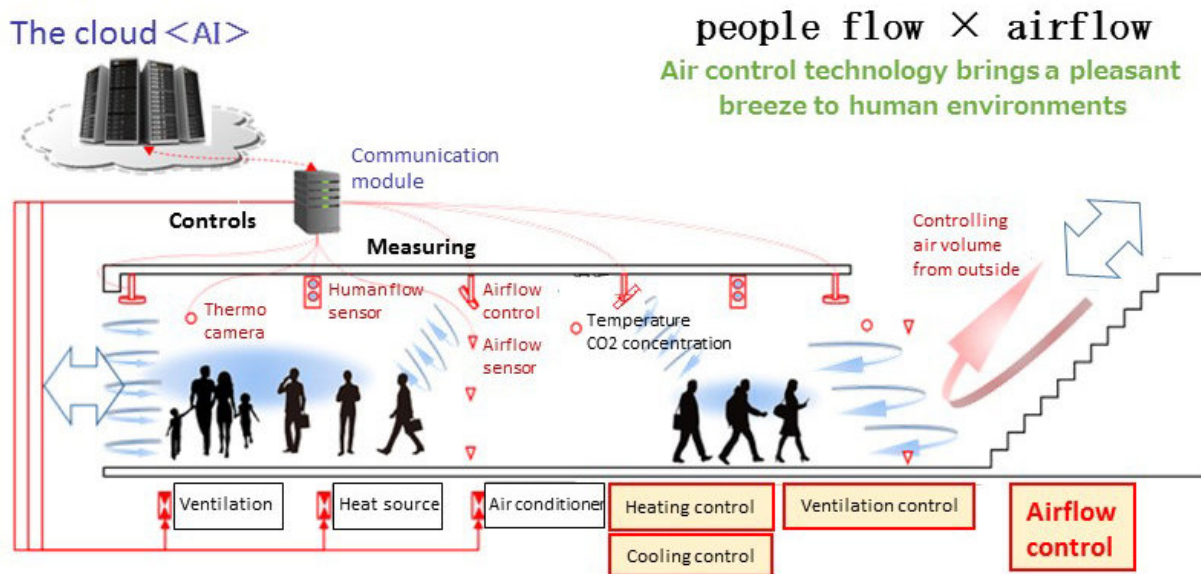 The cloud <AI>
people flow × airflow
Air control technology brings a pleasant
breeze to human environments
Communication
module
Controls
Measuring
Controlling
air volume
from outside
Thermo
camera
Human flow
sensor
Airflow
control
Airflow
sensor
Temperature
CO2 concentration
Ventilation
Heat source
Air conditioner
Heating control
Cooling control
Ventilation control
Airflow
control